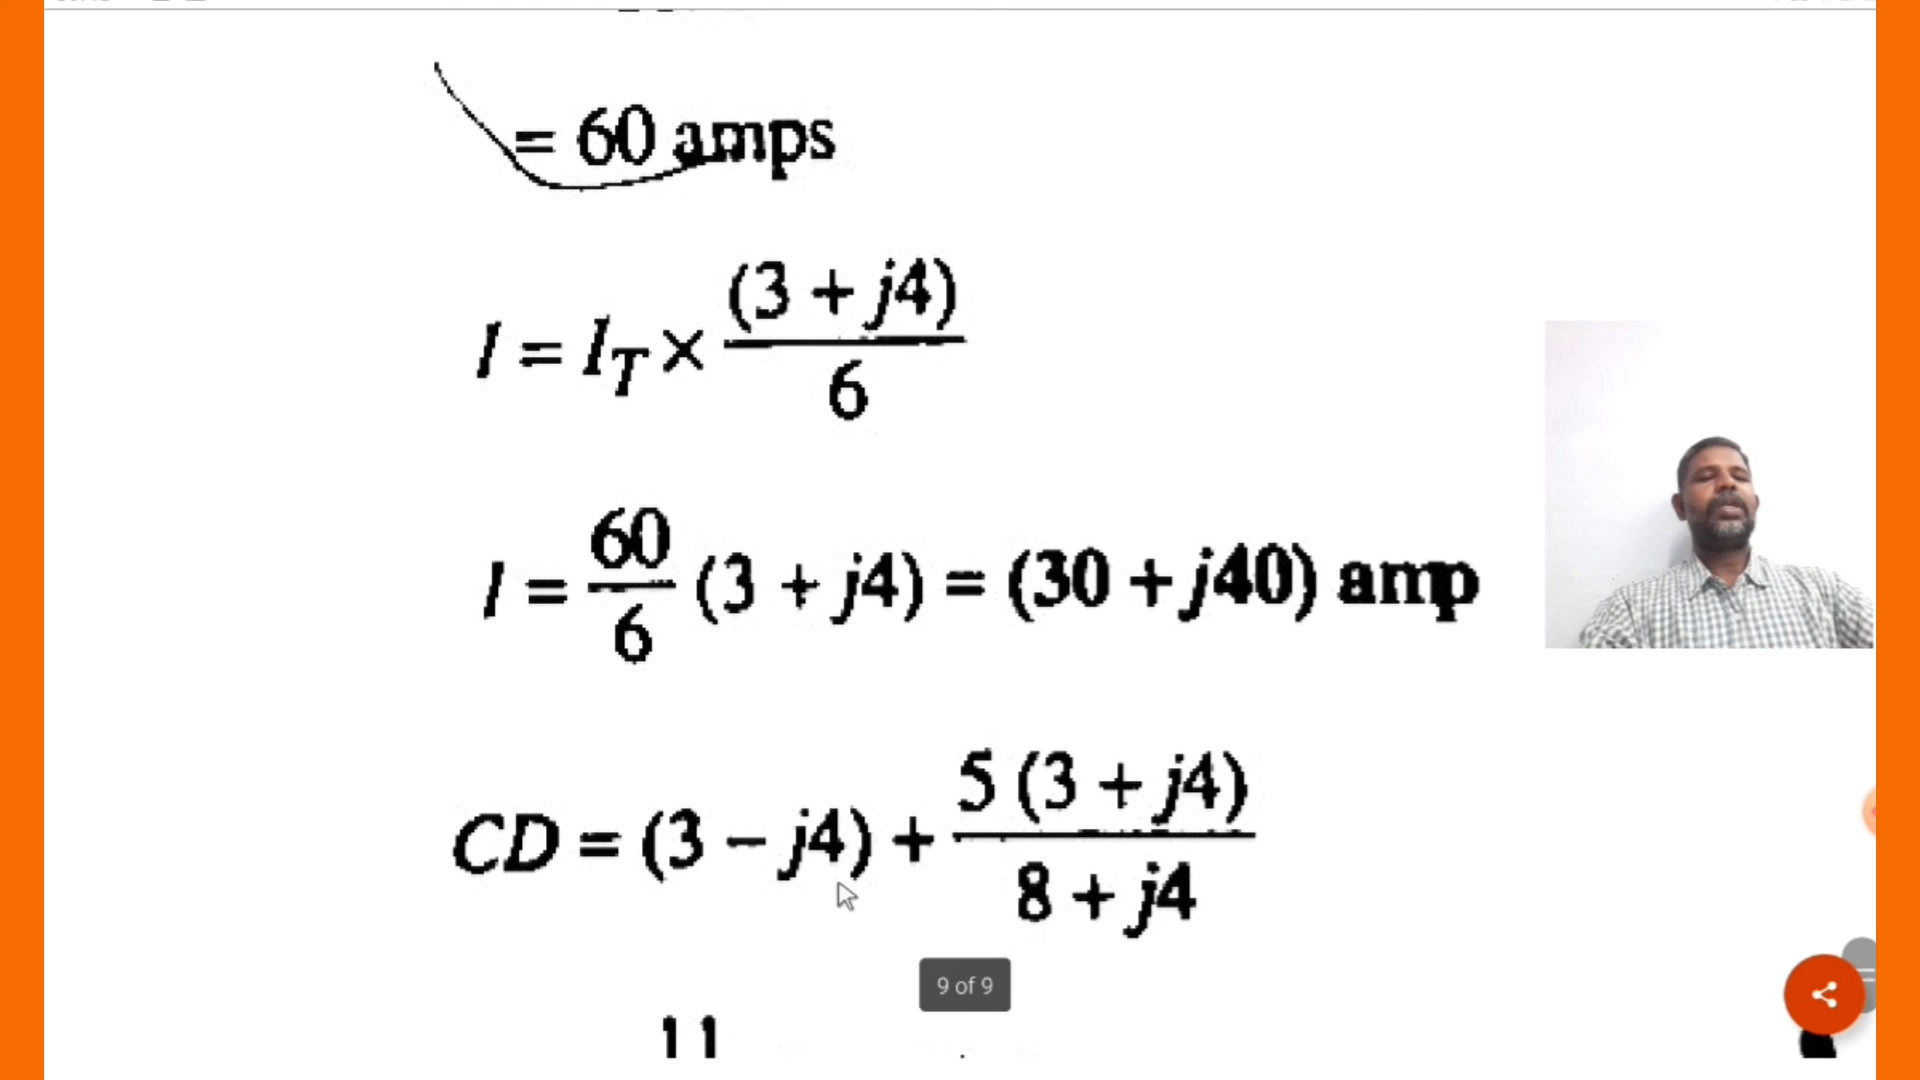 = 60 amps
I = I_T × (3 + j4) / 6
I = 60/6 (3 + j4) = (30 + j40) amp
CD = (3 − j4) + 5 (3 + j4) / 8 + j4
9 of 9
11